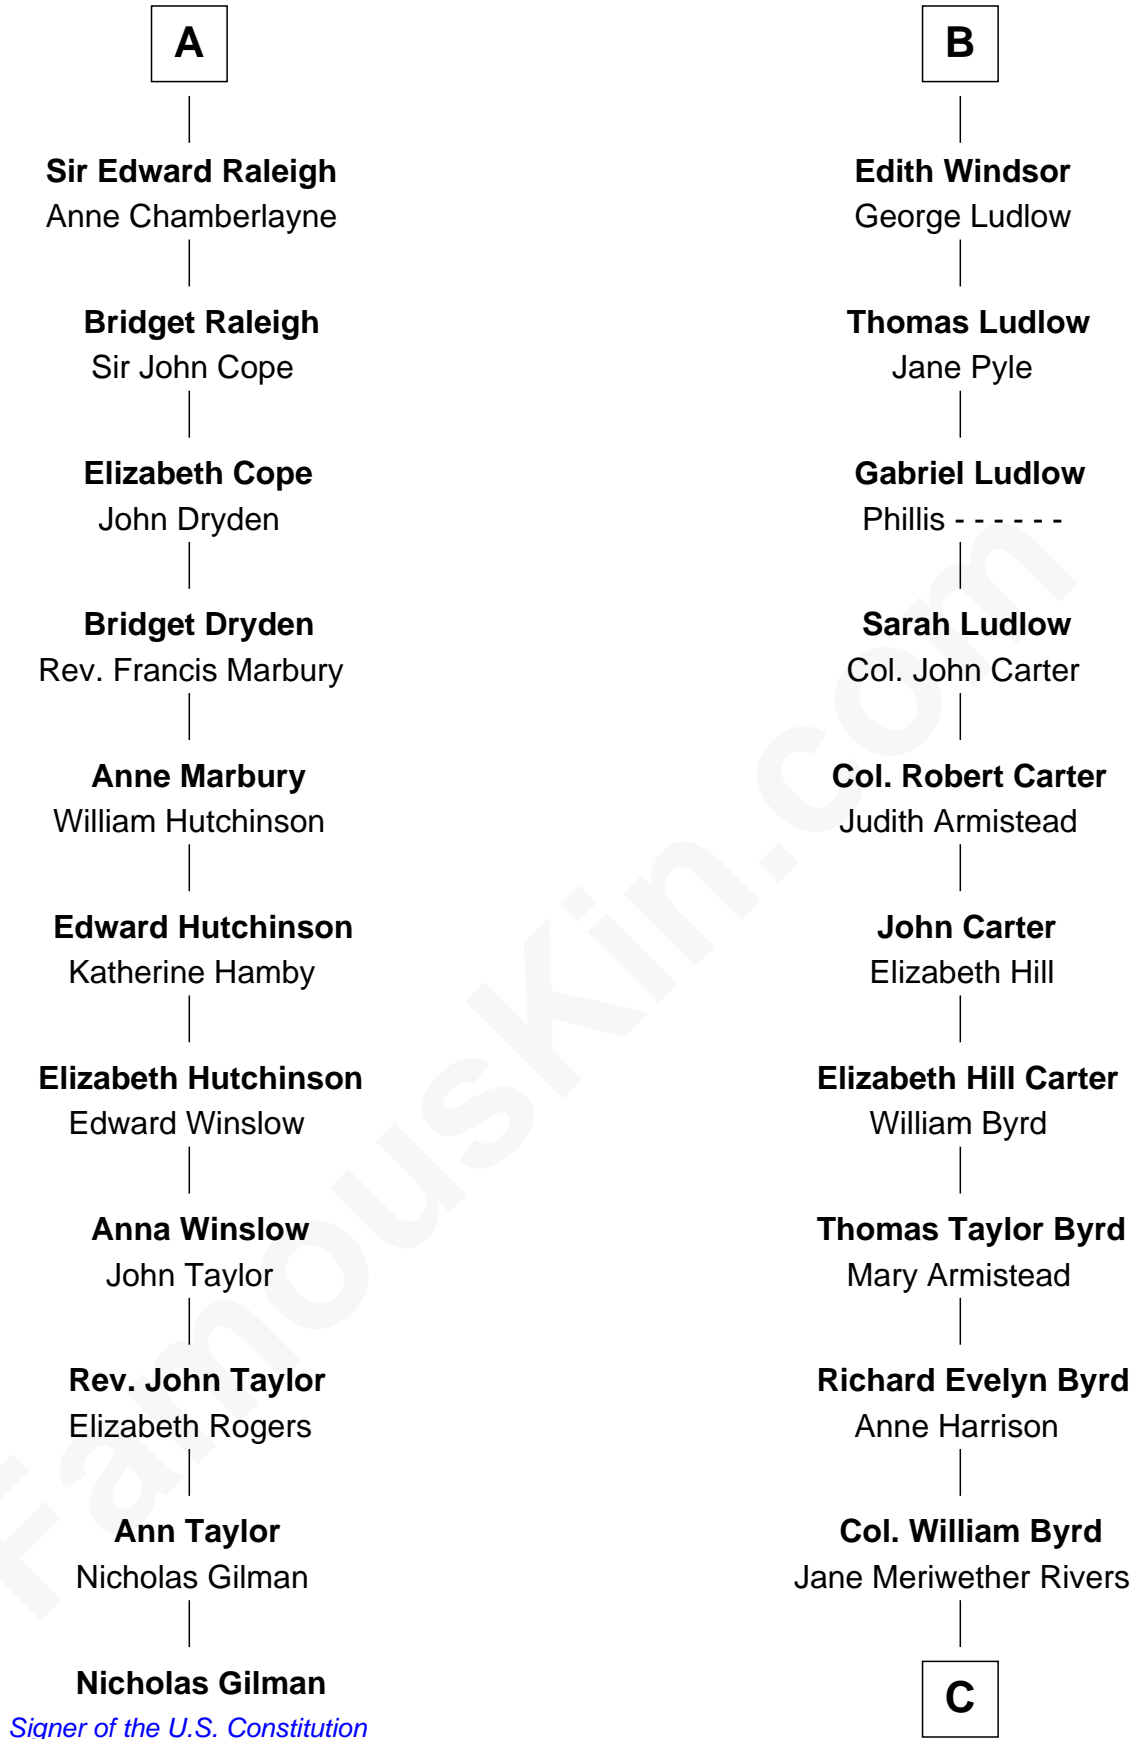 A
Sir Edward Raleigh
Anne Chamberlayne
Bridget Raleigh
Sir John Cope
Elizabeth Cope
John Dryden
Bridget Dryden
Rev. Francis Marbury
Anne Marbury
William Hutchinson
Edward Hutchinson
Katherine Hamby
Elizabeth Hutchinson
Edward Winslow
Anna Winslow
John Taylor
Rev. John Taylor
Elizabeth Rogers
Ann Taylor
Nicholas Gilman
Nicholas Gilman
Signer of the U.S. Constitution
B
Edith Windsor
George Ludlow
Thomas Ludlow
Jane Pyle
Gabriel Ludlow
Phillis - - - - - -
Sarah Ludlow
Col. John Carter
Col. Robert Carter
Judith Armistead
John Carter
Elizabeth Hill
Elizabeth Hill Carter
William Byrd
Thomas Taylor Byrd
Mary Armistead
Richard Evelyn Byrd
Anne Harrison
Col. William Byrd
Jane Meriwether Rivers
C
FamousKin.com